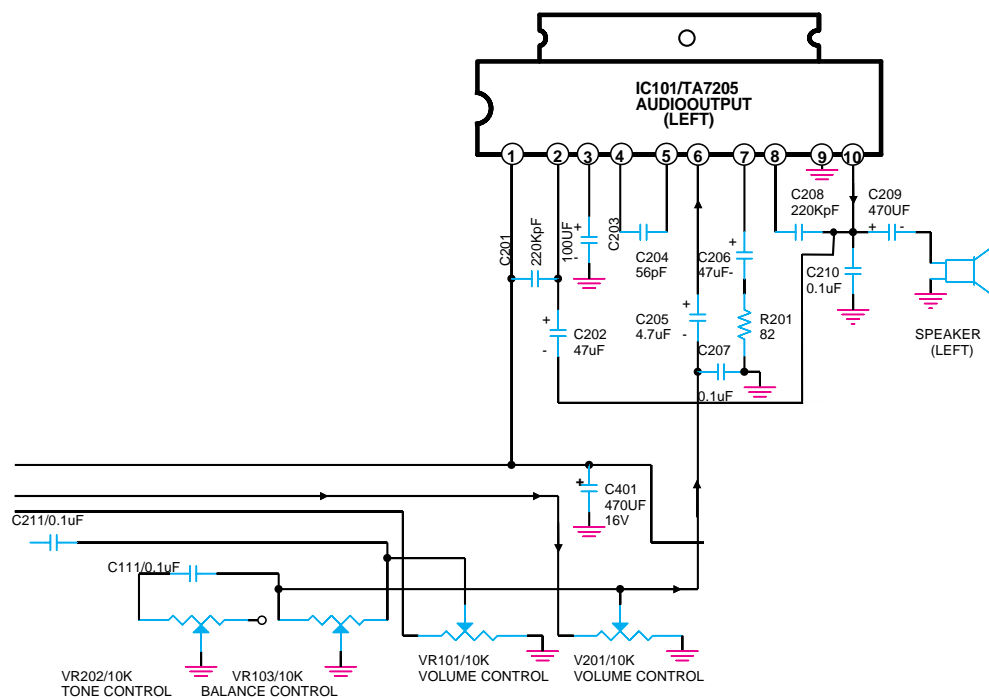 IC101/TA7205
AUDIOOUTPUT
(LEFT)
1 2 3 4 5 6 7 8 9 10
C201
220KpF
100UF
+
-
C203
C204
56pF
+
C206
47uF-
C208
220KpF
C209
470UF
+ -
C210
0.1uF
+
-
C202
47uF
C205
4.7uF
+
-
R201
82
C207
0.1uF
SPEAKER
(LEFT)
+
C401
470UF
16V
C211/0.1uF
C111/0.1uF
VR202/10K
TONE CONTROL
VR103/10K
BALANCE CONTROL
VR101/10K
VOLUME CONTROL
V201/10K
VOLUME CONTROL